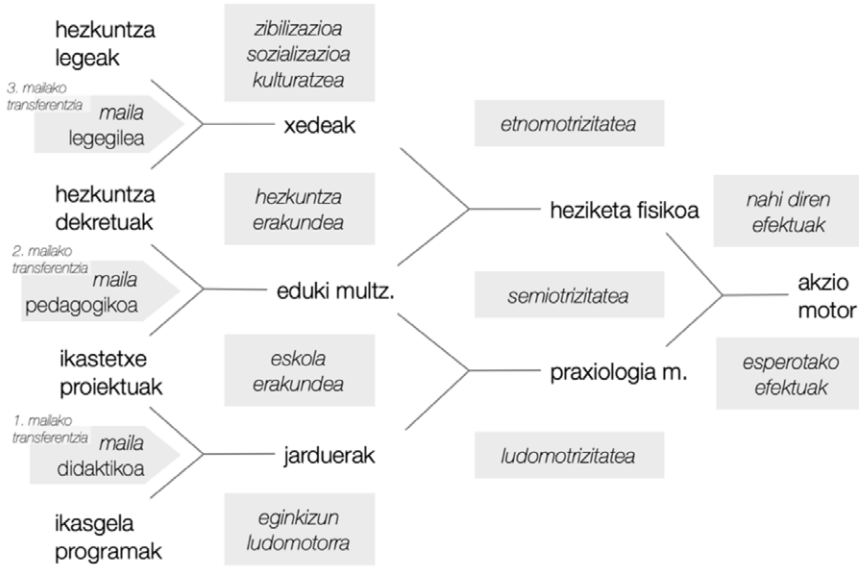 hezkuntza
legeak
zibilizazioa
sozializazioa
kulturatzea
3. mailako
transferentzia
maila
legegilea
xedeak
etnomotrizitatea
hezkuntza
dekretuak
hezkuntza
erakundea
heziketa fisikoa
nahi diren
efektuak
2. mailako
transferentzia
maila
pedagogikoa
eduki multz.
semiotrizitatea
akzio
motor
ikastetxe
proiektuak
eskola
erakundea
praxiologia m.
esperotako
efektuak
1. mailako
transferentzia
maila
didaktikoa
jarduerak
ludomotrizitatea
ikasgela
programak
eginkizun
ludomotorra